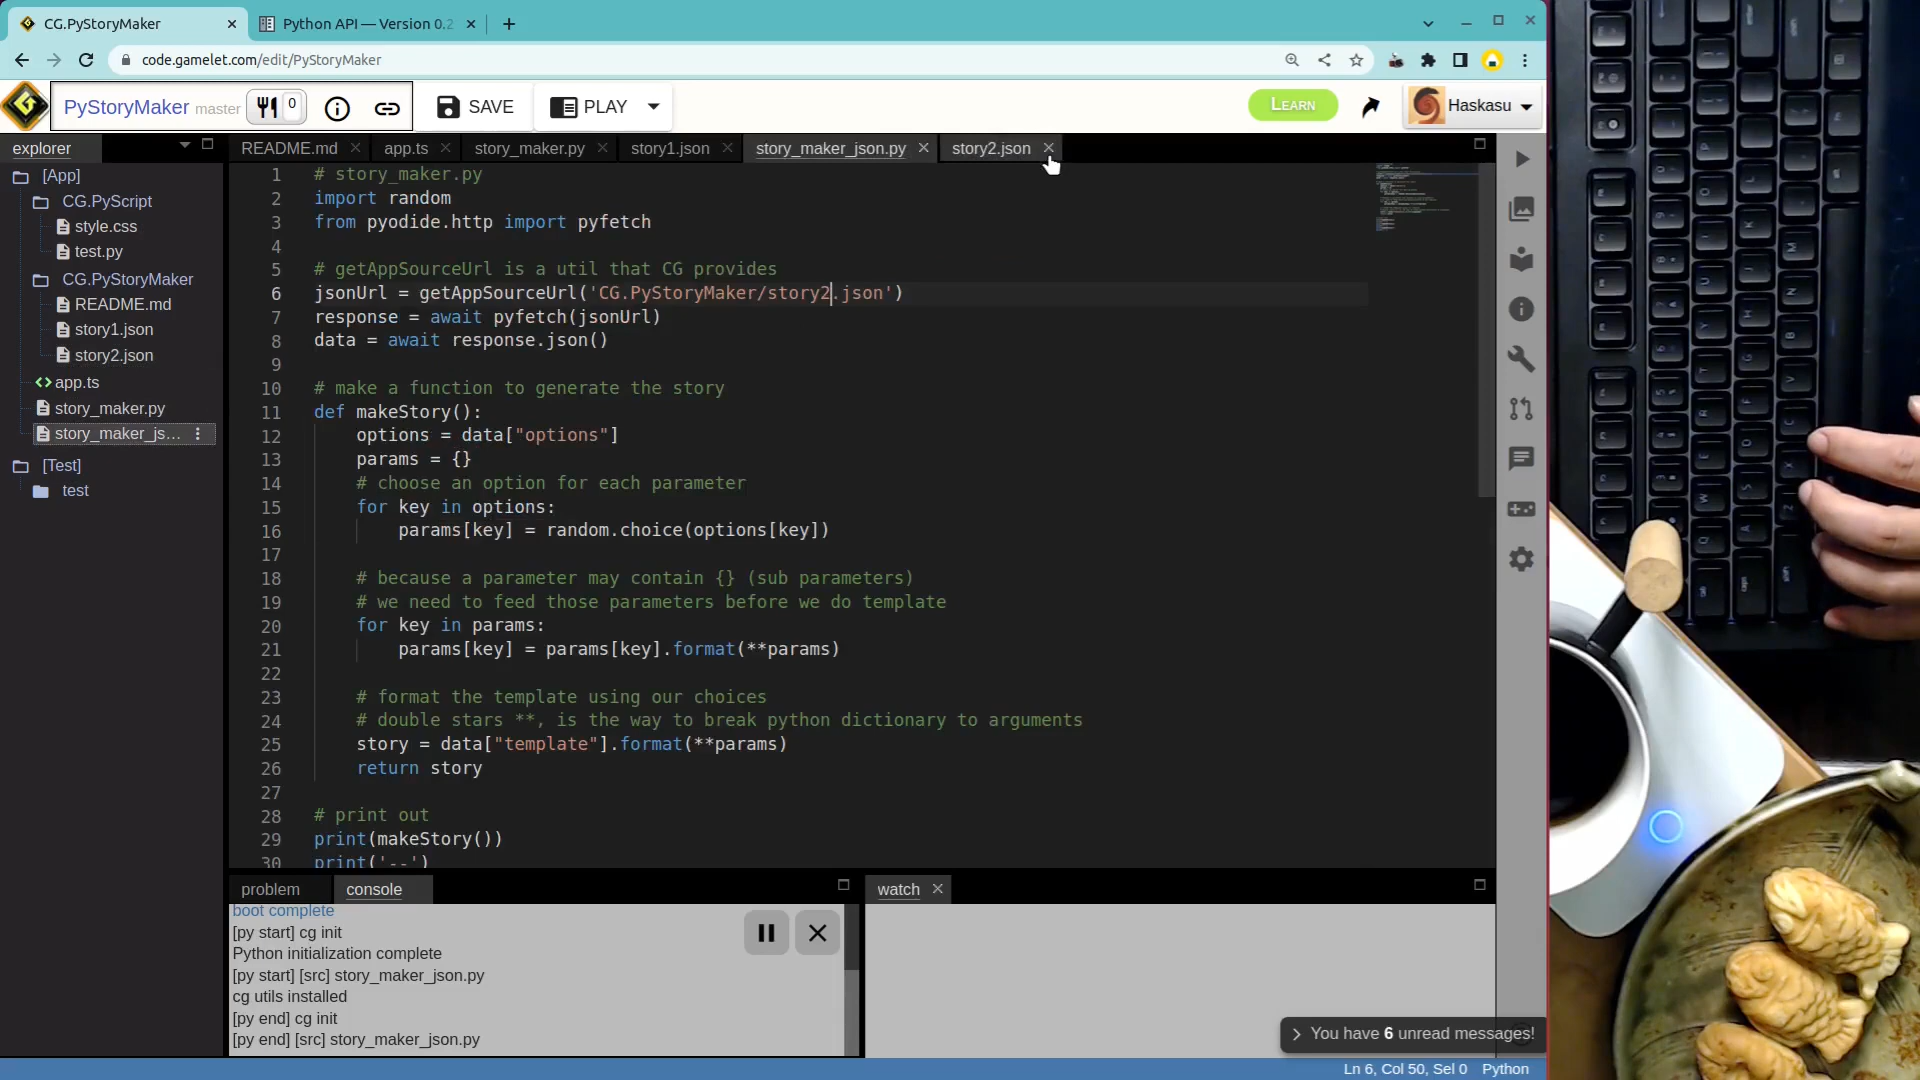 CG.PyStoryMaker
Python API — Version 0.2
code.gamelet.com/edit/PyStoryMaker
PyStoryMaker master 0
SAVE
PLAY
LEARN
Haskasu
explorer
[App]
CG.PyScript
style.css
test.py
CG.PyStoryMaker
README.md
story1.json
story2.json
app.ts
story_maker.py
story_maker_js...
[Test]
test
README.md
app.ts
story_maker.py
story1.json
story_maker_json.py
story2.json
1 # story_maker.py
2 import random
3 from pyodide.http import pyfetch
4
5 # getAppSourceUrl is a util that CG provides
6 jsonUrl = getAppSourceUrl('CG.PyStoryMaker/story2.json')
7 response = await pyfetch(jsonUrl)
8 data = await response.json()
9
10 # make a function to generate the story
11 def makeStory():
12 options = data["options"]
13 params = {}
14 # choose an option for each parameter
15 for key in options:
16 params[key] = random.choice(options[key])
17
18 # because a parameter may contain {} (sub parameters)
19 # we need to feed those parameters before we do template
20 for key in params:
21 params[key] = params[key].format(**params)
22
23 # format the template using our choices
24 # double stars **, is the way to break python dictionary to arguments
25 story = data["template"].format(**params)
26 return story
27
28 # print out
29 print(makeStory())
30 print('--')
problem
console
boot complete
[py start] cg init
Python initialization complete
[py start] [src] story_maker_json.py
cg utils installed
[py end] cg init
[py end] [src] story_maker_json.py
watch
You have 6 unread messages!
Ln 6, Col 50, Sel 0 Python